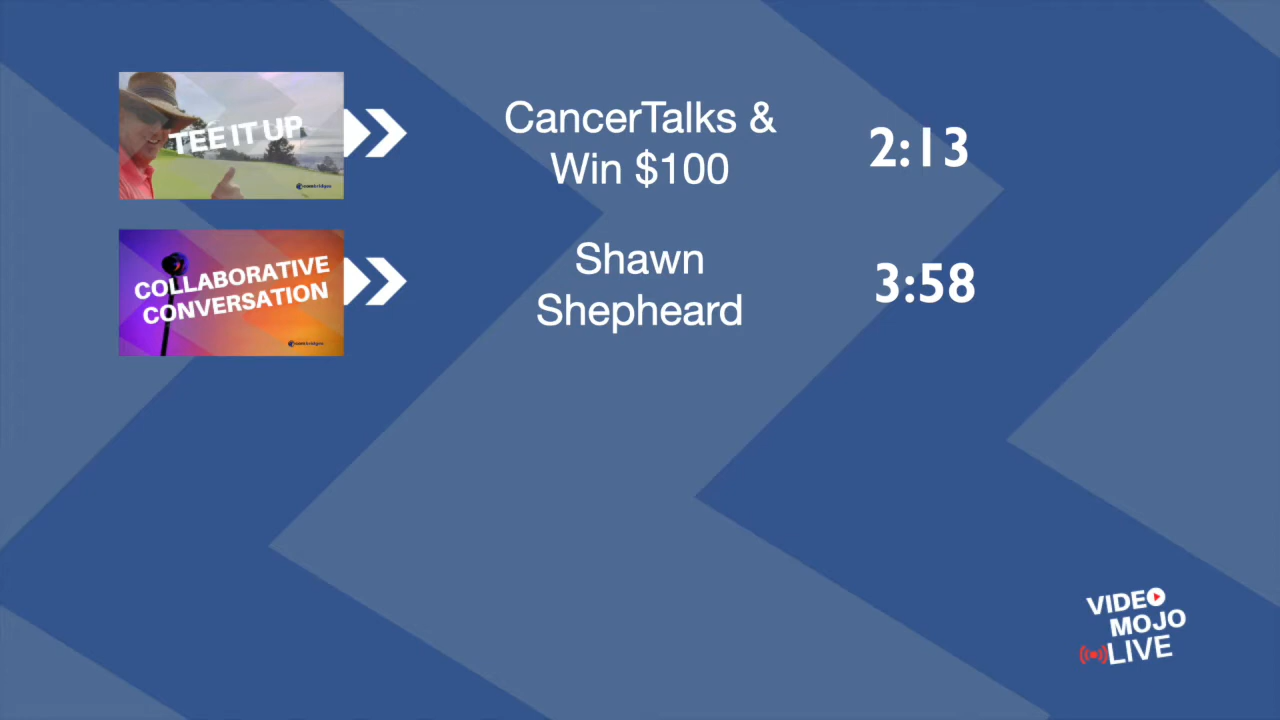 TEE IT UP
CancerTalks &
Win $100
2:13
COLLABORATIVE
CONVERSATION
Shawn
Shepheard
3:58
VIDEO
MOJO
LIVE